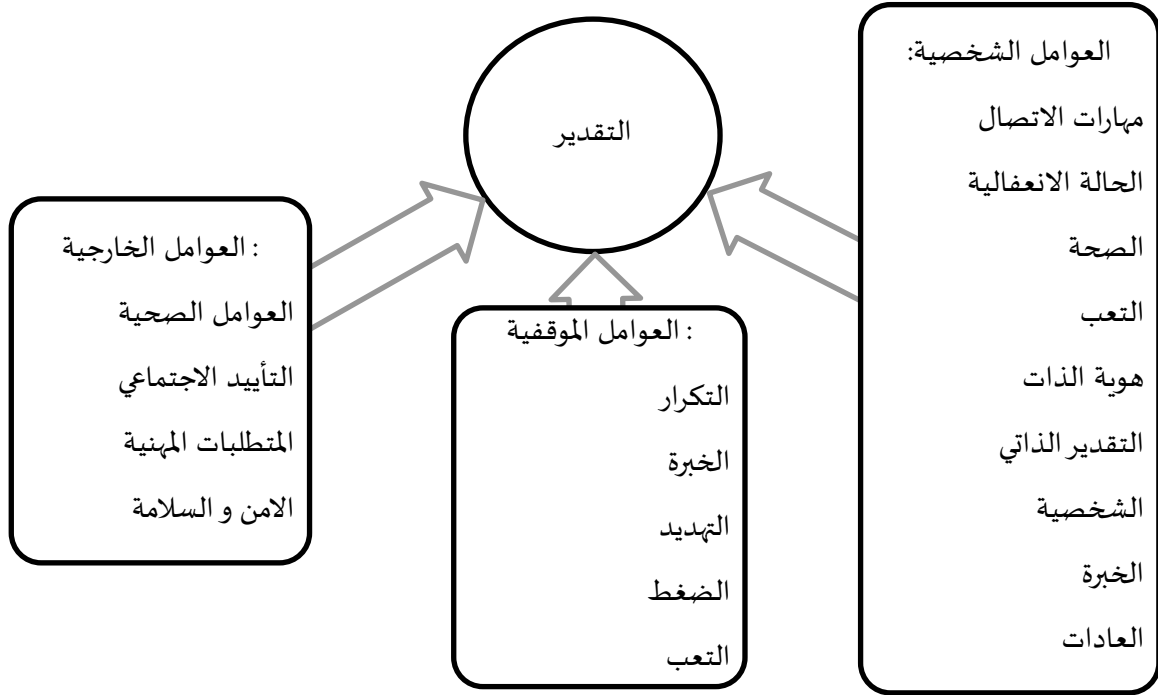 العوامل الشخصية:
مهارات الاتصال
الحالة الانعفالية
الصحة
التعب
هوية الذات
التقدير الذاتي
الشخصية
الخبرة
العادات
التقدير
العوامل الموقفية :
التكرار
الخبرة
التهديد
الضغط
التعب
العوامل الخارجية :
العوامل الصحية
التأييد الاجتماعي
المتطلبات المهنية
الامن و السلامة